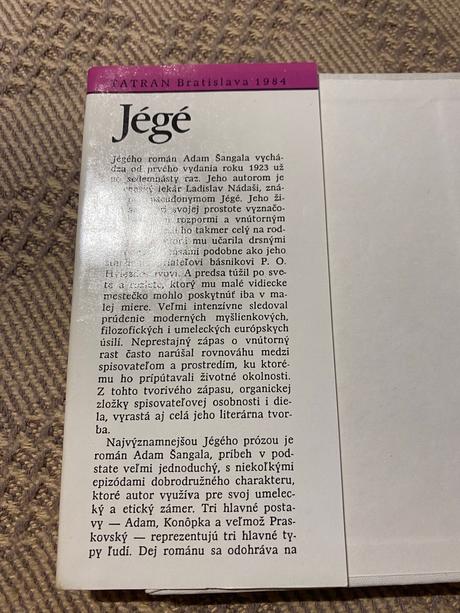 TATRAN Bratislava 1984
Jégé
Jégého román Adam Šangala vychá-
dza od prvého vydania roku 1923 už
po sedemnásty raz. Jeho autorom je
lekár Ladislav Nádaši, zná-
pseudonymom Jégé. Jeho ži-
svojej prostote vyznačo-
rozpormi a vnútorným
ho takmer celý na rod-
mu učarila drsnými
podobne ako jeho
priateľovi básnikovi P. O.
Hviezdoslavovi. A predsa túžil po sve-
te a rozlete, ktorý mu malé vidiecke
mestečko mohlo poskytnúť iba v ma-
lej miere. Veľmi intenzívne sledoval
prúdenie moderných myšlienkových,
filozofických i umeleckých európskych
úsilí. Neprestajný zápas o vnútorný
rast často narúšal rovnováhu medzi
spisovateľom a prostredím, ku ktoré-
mu ho pripútavali životné okolnosti.
Z tohto tvorivého zápasu, organickej
zložky spisovateľovej osobnosti i die-
la, vyrastá aj celá jeho literárna tvor-
ba.
Najvýznamnejšou Jégého prózou je
román Adam Šangala, príbeh v pod-
state veľmi jednoduchý, s niekoľkými
epizódami dobrodružného charakteru,
ktoré autor využíva pre svoj umelec-
ký a etický zámer. Tri hlavné posta-
vy — Adam, Konôpka a veľmož Pras-
kovský — reprezentujú tri hlavné ty-
py ľudí. Dej románu sa odohráva na